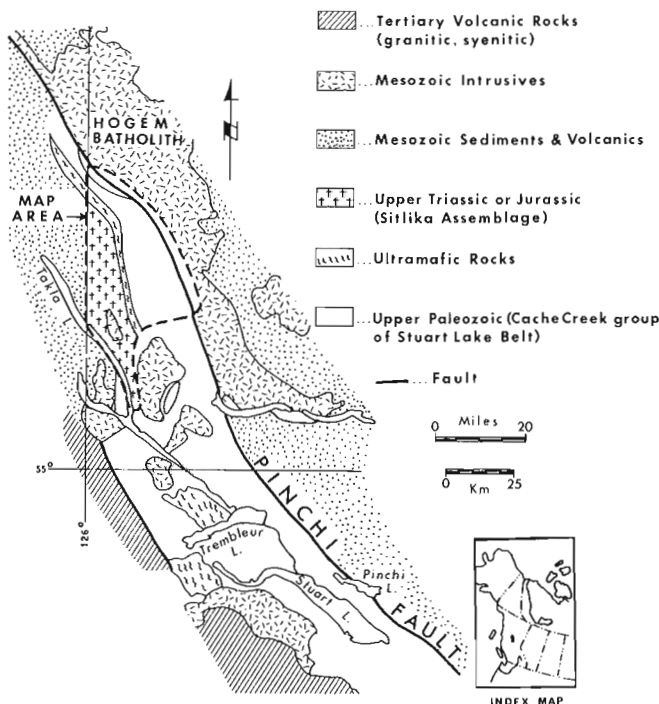 Tertiary Volcanic Rocks
(granitic, syenitic)
...Mesozoic Intrusives
...Mesozoic Sediments & Volcanics
...Upper Triassic or Jurassic
(Sitlika Assemblage)
...Ultramafic Rocks
...Upper Paleozoic (Cache Creek group
of Stuart Lake Belt)
... Fault
Miles
0 20
0 25
Km
HOGEM
BATHOLITH
MAP
AREA
Takla
L.
55°
126°
PINCHI
FAULT
Trembleur
L.
Stuart
L.
Pinchi
L.
INDEX MAP